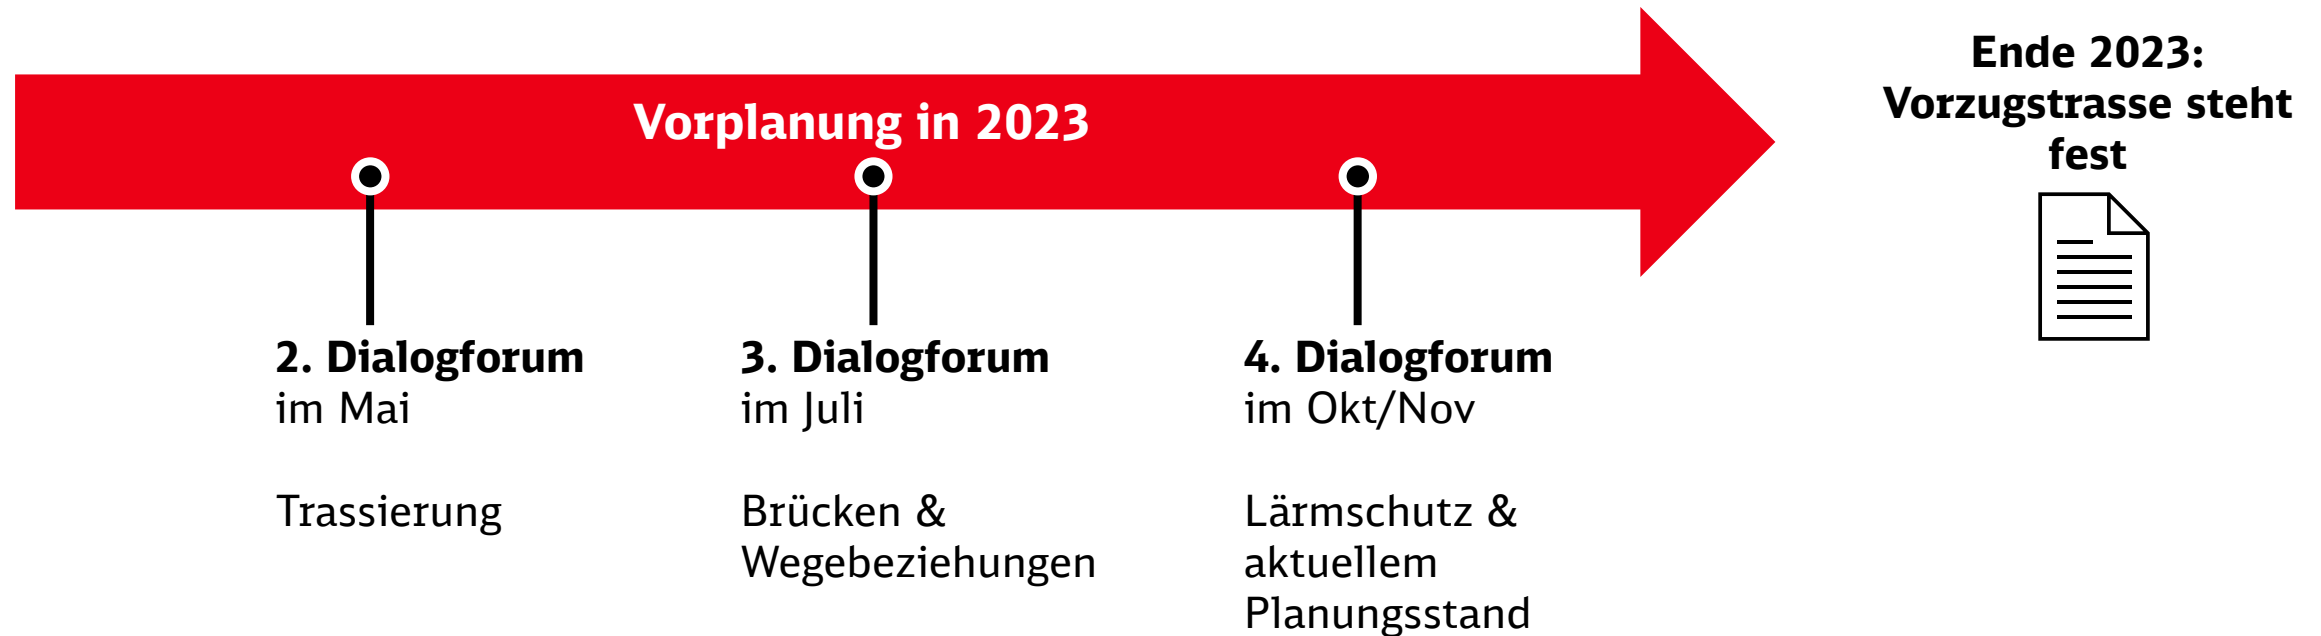 Vorplanung in 2023
Ende 2023:
Vorzugstrasse steht
fest
2. Dialogforum
im Mai
Trassierung
3. Dialogforum
im Juli
Brücken &
Wegebeziehungen
4. Dialogforum
im Okt/Nov
Lärmschutz &
aktuellem
Planungsstand